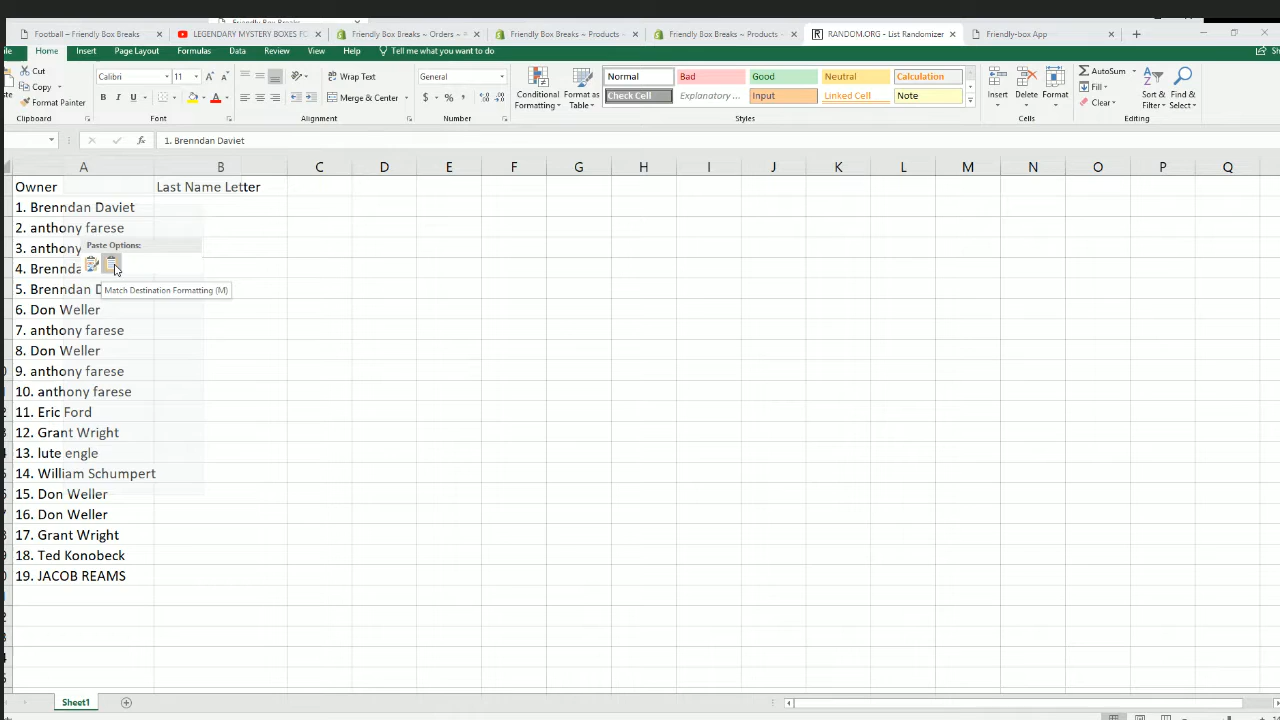 Friendly Box Breaks
Football – Friendly Box Breaks
LEGENDARY MYSTERY BOXES FO
Friendly Box Breaks ~ Orders ~
Friendly Box Breaks ~ Products ~
Friendly Box Breaks ~ Products ~
RANDOM.ORG - List Randomizer
Friendly-box App
Home Insert Page Layout Formulas Data Review View Help Tell me what you want to do
Cut
Copy
Format Painter
Calibri 11
B I U
Wrap Text
Merge & Center
General
$ % ,
Conditional Formatting
Format as Table
Normal Bad Good Neutral Calculation
Check Cell Explanatory ... Input Linked Cell Note
Insert Delete Format
AutoSum
Fill
Clear
Sort & Filter
Find & Select
Clipboard Font Alignment Number Styles Cells Editing
fx 1. Brenndan Daviet
A B C D E F G H I J K L M N O P Q
Owner Last Name Letter
1. Brenndan Daviet
2. anthony farese
3. anthony
Paste Options:
4. Brennda
Match Destination Formatting (M)
5. Brenndan D
6. Don Weller
7. anthony farese
8. Don Weller
9. anthony farese
10. anthony farese
11. Eric Ford
12. Grant Wright
13. lute engle
14. William Schumpert
15. Don Weller
16. Don Weller
17. Grant Wright
18. Ted Konobeck
19. JACOB REAMS
Sheet1